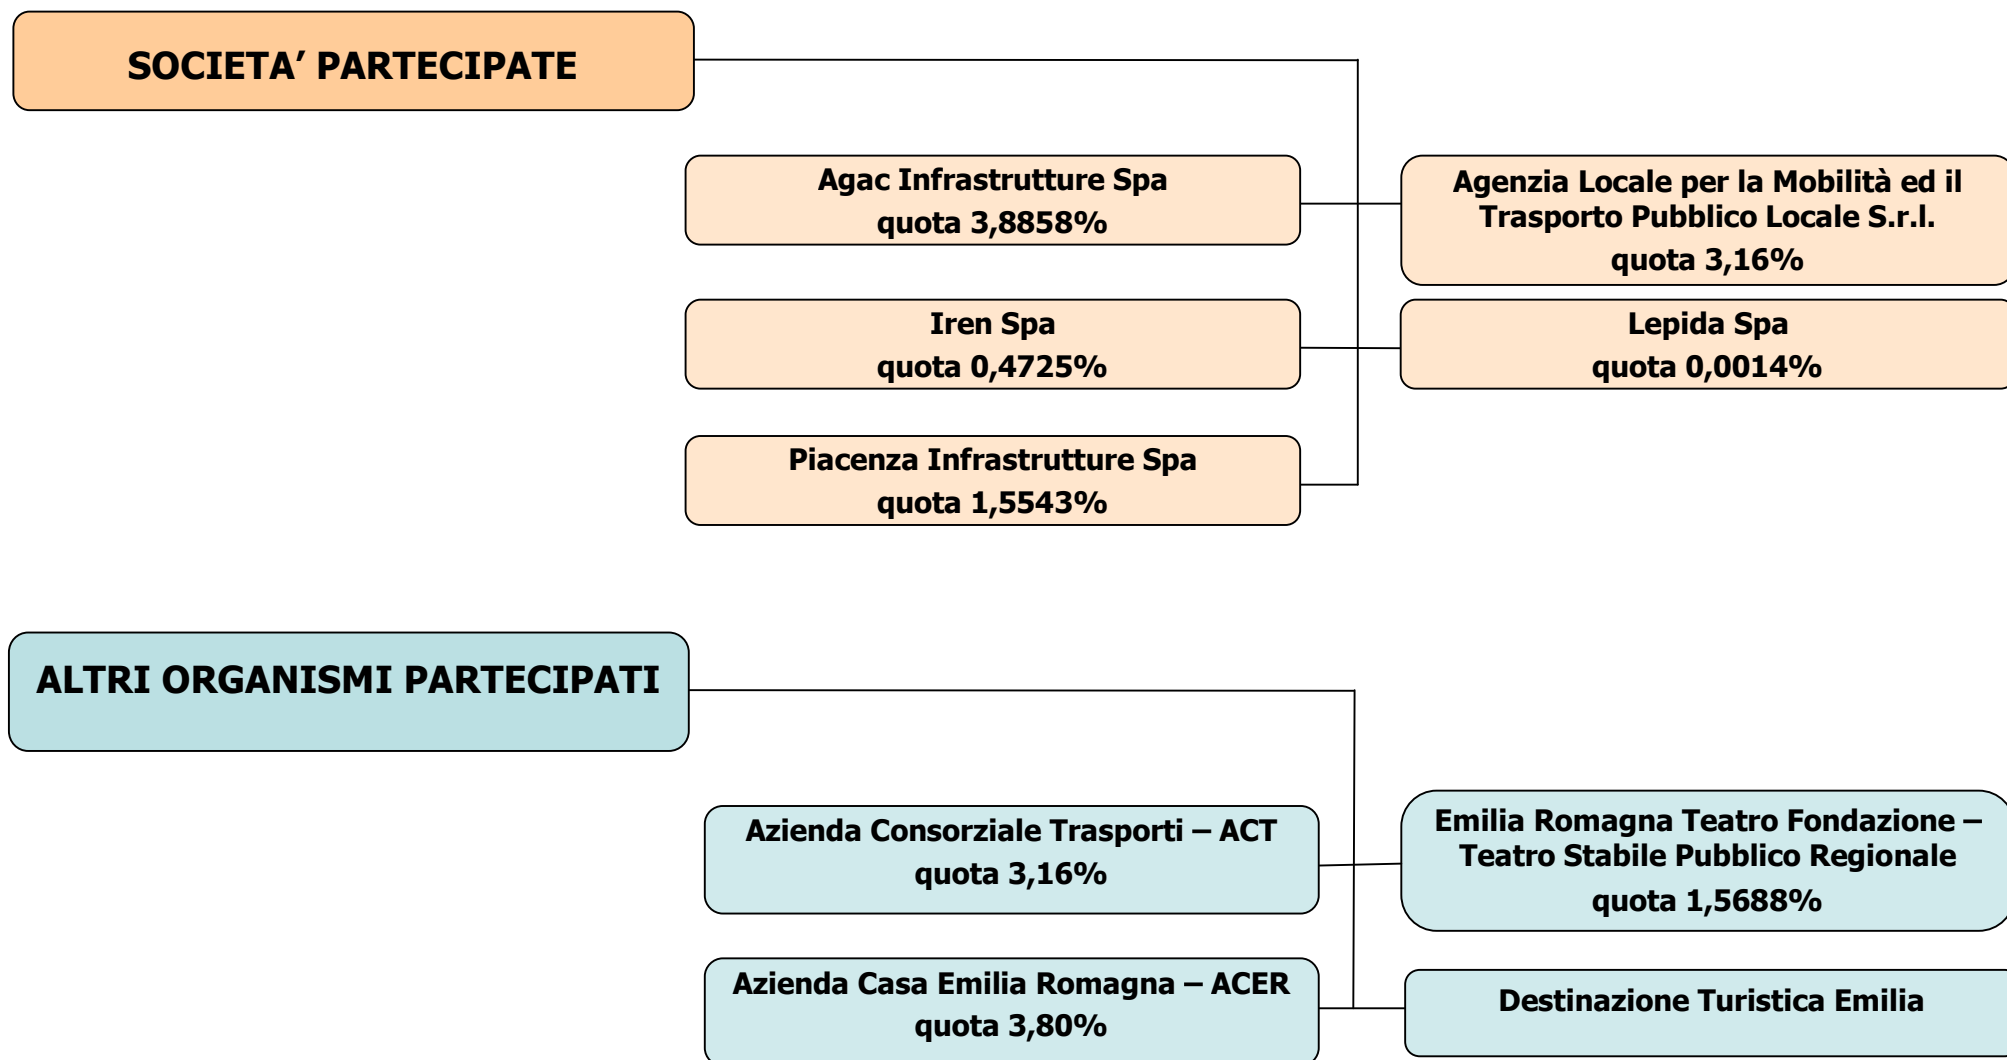 SOCIETA’ PARTECIPATE
Agac Infrastrutture Spa
quota 3,8858%
Agenzia Locale per la Mobilità ed il
Trasporto Pubblico Locale S.r.l.
quota 3,16%
Iren Spa
quota 0,4725%
Lepida Spa
quota 0,0014%
Piacenza Infrastrutture Spa
quota 1,5543%
ALTRI ORGANISMI PARTECIPATI
Azienda Consorziale Trasporti – ACT
quota 3,16%
Emilia Romagna Teatro Fondazione –
Teatro Stabile Pubblico Regionale
quota 1,5688%
Azienda Casa Emilia Romagna – ACER
quota 3,80%
Destinazione Turistica Emilia